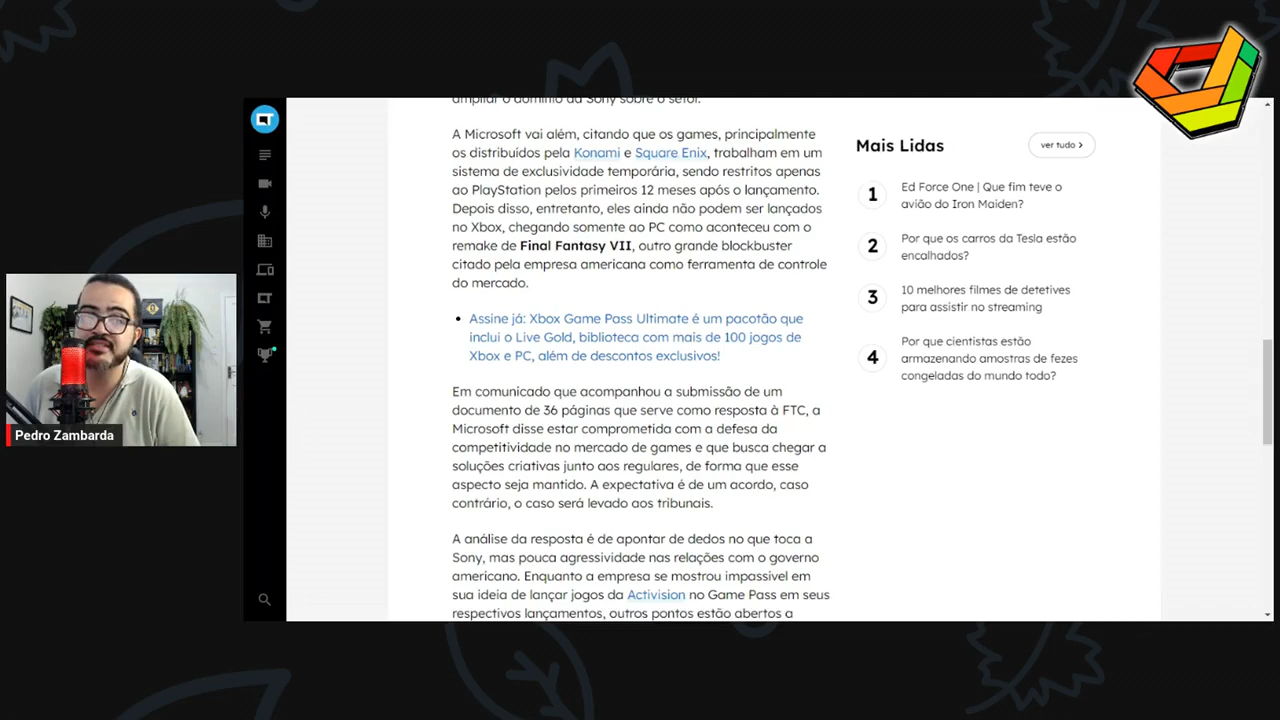 ampliar o domínio da Sony sobre o setor.
A Microsoft vai além, citando que os games, principalmente
os distribuídos pela Konami e Square Enix, trabalham em um
sistema de exclusividade temporária, sendo restritos apenas
ao PlayStation pelos primeiros 12 meses após o lançamento.
Depois disso, entretanto, eles ainda não podem ser lançados
no Xbox, chegando somente ao PC como aconteceu com o
remake de Final Fantasy VII, outro grande blockbuster
citado pela empresa americana como ferramenta de controle
do mercado.
• Assine já: Xbox Game Pass Ultimate é um pacotão que
inclui o Live Gold, biblioteca com mais de 100 jogos de
Xbox e PC, além de descontos exclusivos!
Em comunicado que acompanhou a submissão de um
documento de 36 páginas que serve como resposta à FTC, a
Microsoft disse estar comprometida com a defesa da
competitividade no mercado de games e que busca chegar a
soluções criativas junto aos regulares, de forma que esse
aspecto seja mantido. A expectativa é de um acordo, caso
contrário, o caso será levado aos tribunais.
A análise da resposta é de apontar de dedos no que toca a
Sony, mas pouca agressividade nas relações com o governo
americano. Enquanto a empresa se mostrou impassível em
sua ideia de lançar jogos da Activision no Game Pass em seus
respectivos lançamentos, outros pontos estão abertos a
Mais Lidas
ver tudo >
1
Ed Force One | Que fim teve o
avião do Iron Maiden?
2
Por que os carros da Tesla estão
encalhados?
3
10 melhores filmes de detetives
para assistir no streaming
4
Por que cientistas estão
armazenando amostras de fezes
congeladas do mundo todo?
Pedro Zambarda